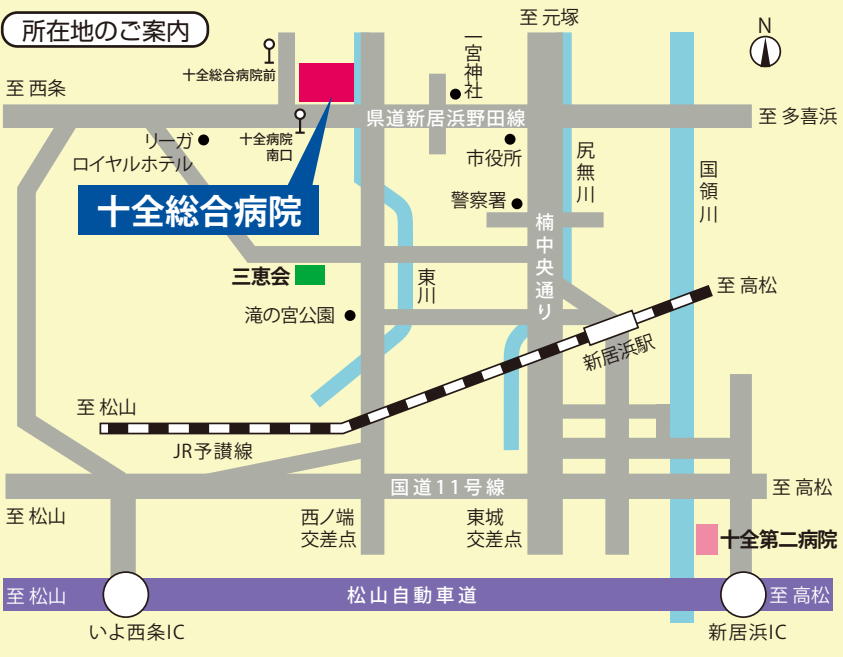 所在地のご案内
至 元塚
N
十全総合病院前
一宮神社
至 西条
県道新居浜野田線
至 多喜浜
十全病院
南口
リーガ
ロイヤルホテル
市役所
尻無川
国領川
警察署
十全総合病院
楠中央通り
三恵会
東川
至 高松
滝の宮公園
新居浜駅
至 松山
JR予讃線
国道11号線
至 高松
至 松山
西ノ端
交差点
東城
交差点
十全第二病院
至 松山
松山自動車道
至 高松
いよ西条IC
新居浜IC